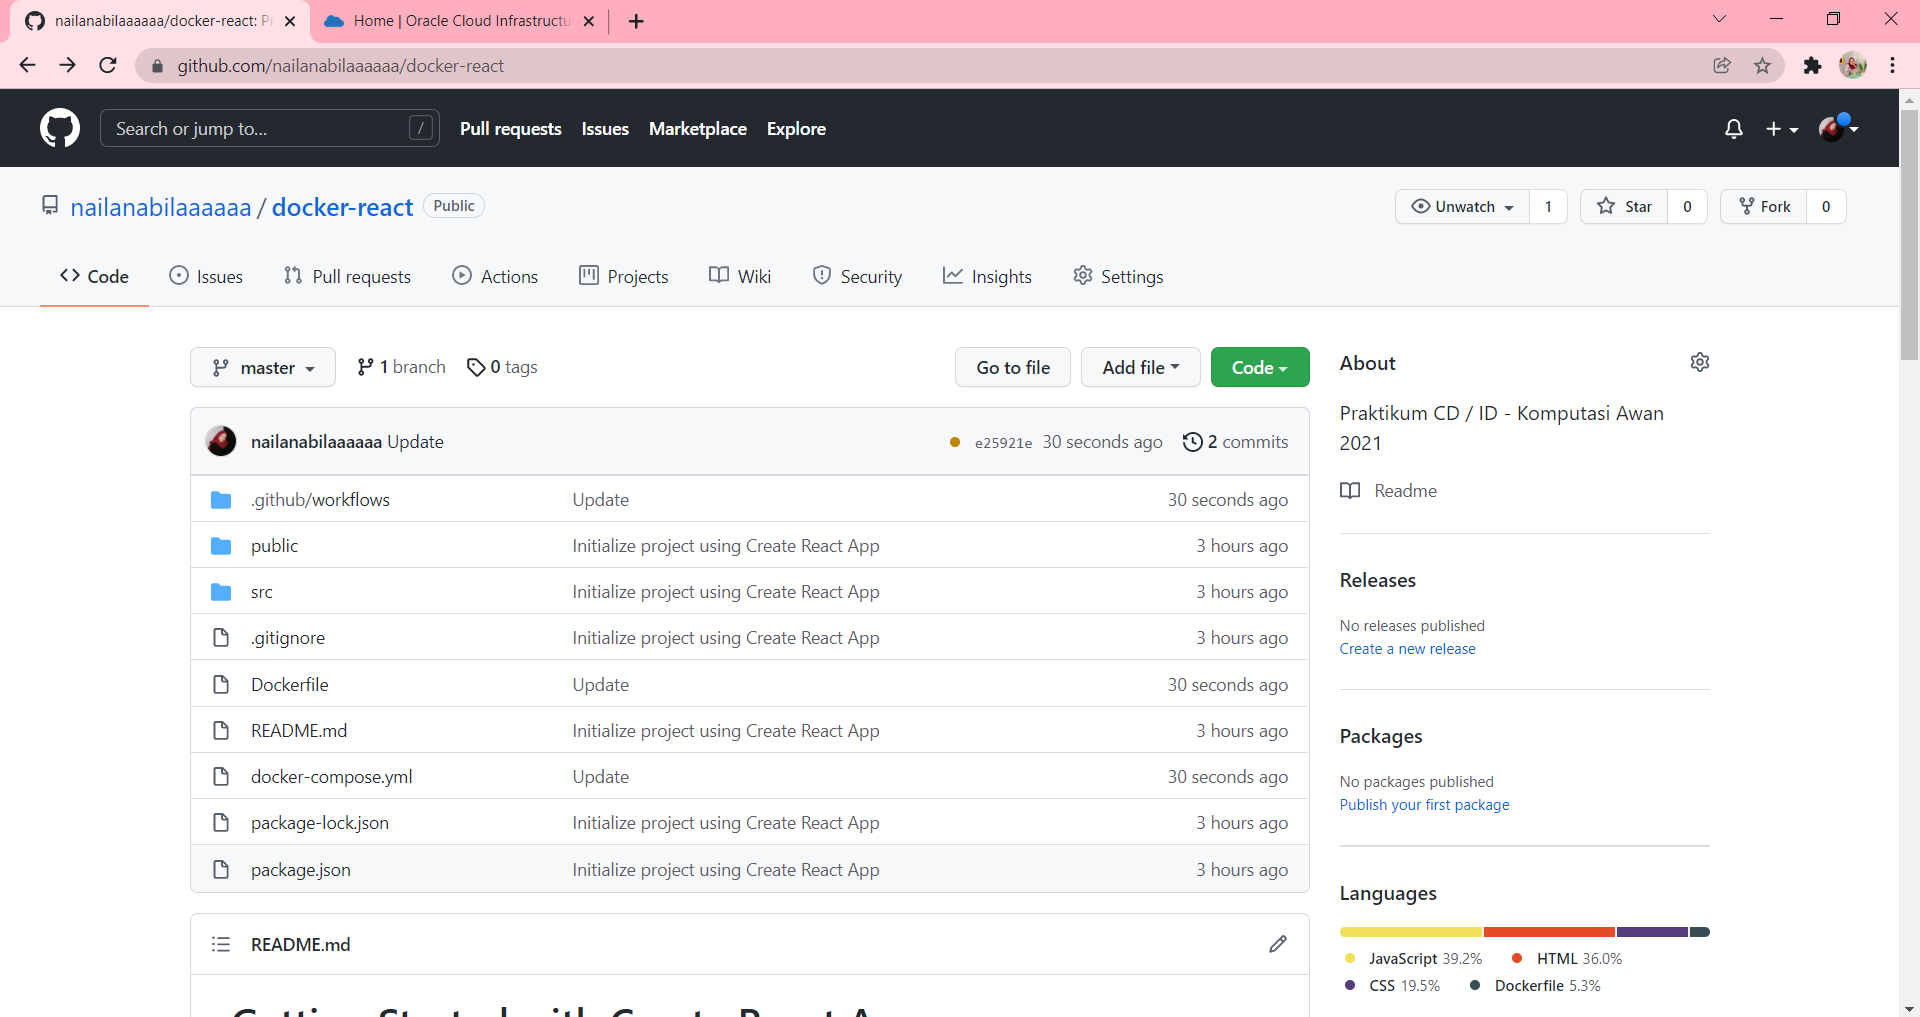 nailanabilaaaaaa/docker-react: Pr
Home | Oracle Cloud Infrastructu
github.com/nailanabilaaaaaa/docker-react
Search or jump to... /
Pull requests Issues Marketplace Explore
nailanabilaaaaaa / docker-react Public
Unwatch 1 Star 0 Fork 0
Code Issues Pull requests Actions Projects Wiki Security Insights Settings
master 1 branch 0 tags Go to file Add file Code
nailanabilaaaaaa Update e25921e 30 seconds ago 2 commits
.github/workflows Update 30 seconds ago
public Initialize project using Create React App 3 hours ago
src Initialize project using Create React App 3 hours ago
.gitignore Initialize project using Create React App 3 hours ago
Dockerfile Update 30 seconds ago
README.md Initialize project using Create React App 3 hours ago
docker-compose.yml Update 30 seconds ago
package-lock.json Initialize project using Create React App 3 hours ago
package.json Initialize project using Create React App 3 hours ago
README.md
Getting Started with Create React A
About
Praktikum CD / ID - Komputasi Awan
2021
Readme
Releases
No releases published
Create a new release
Packages
No packages published
Publish your first package
Languages
JavaScript 39.2% HTML 36.0%
CSS 19.5% Dockerfile 5.3%